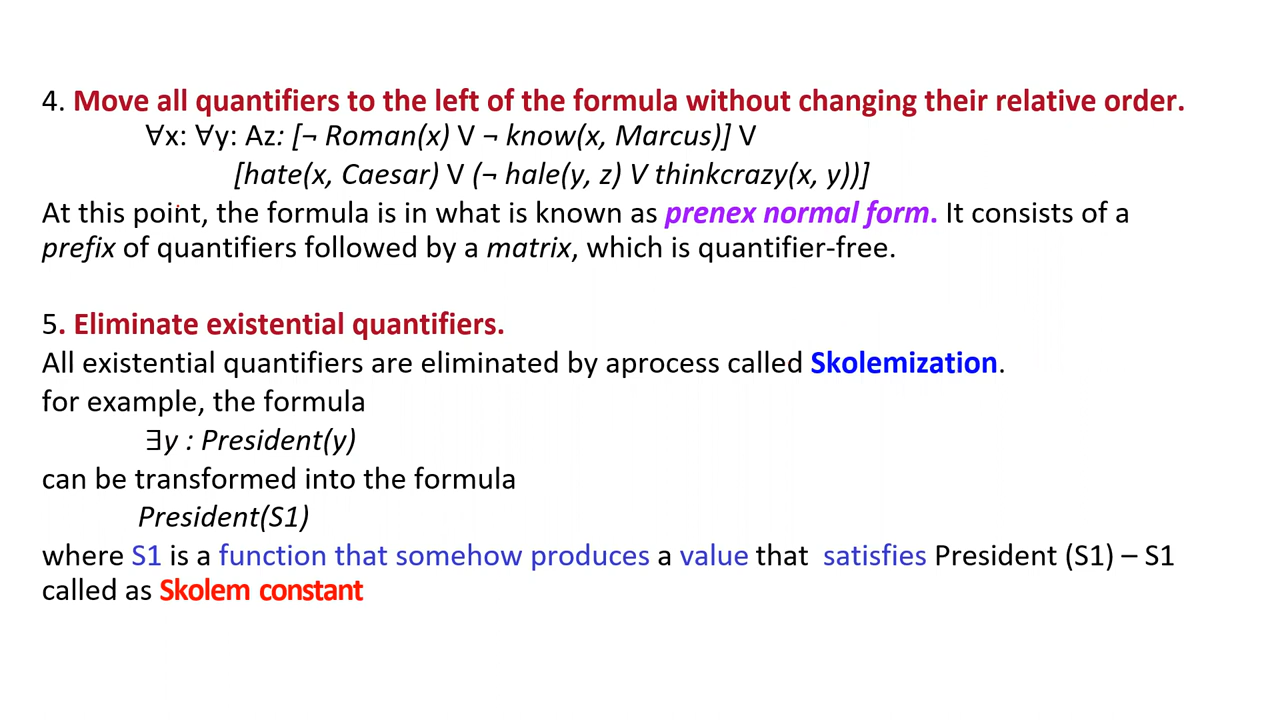 4. Move all quantifiers to the left of the formula without changing their relative order.
∀x: ∀y: Az: [¬ Roman(x) V ¬ know(x, Marcus)] V
[hate(x, Caesar) V (¬ hale(y, z) V thinkcrazy(x, y))]
At this point, the formula is in what is known as prenex normal form. It consists of a
prefix of quantifiers followed by a matrix, which is quantifier-free.
5. Eliminate existential quantifiers.
All existential quantifiers are eliminated by aprocess called Skolemization.
for example, the formula
∃y : President(y)
can be transformed into the formula
President(S1)
where S1 is a function that somehow produces a value that satisfies President (S1) – S1
called as Skolem constant